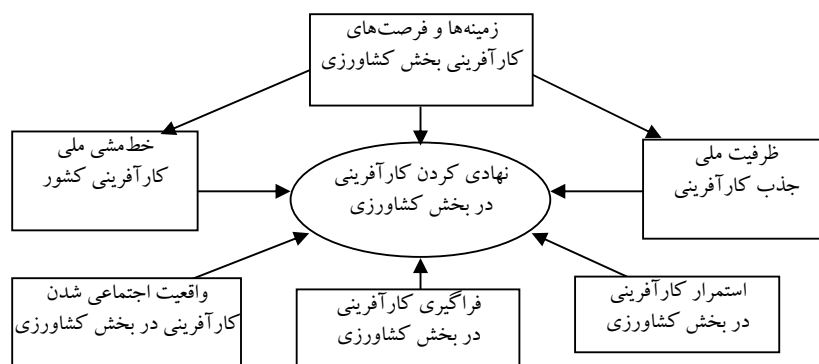 زمینه‌ها و فرصت‌های
کارآفرینی بخش کشاورزی
ظرفیت ملی
جذب کارآفرینی
نهادی کردن کارآفرینی
در بخش کشاورزی
خط‌مشی ملی
کارآفرینی کشور
استمرار کارآفرینی
در بخش کشاورزی
فراگیری کارآفرینی
در بخش کشاورزی
واقعیت اجتماعی شدن
کارآفرینی در بخش کشاورزی